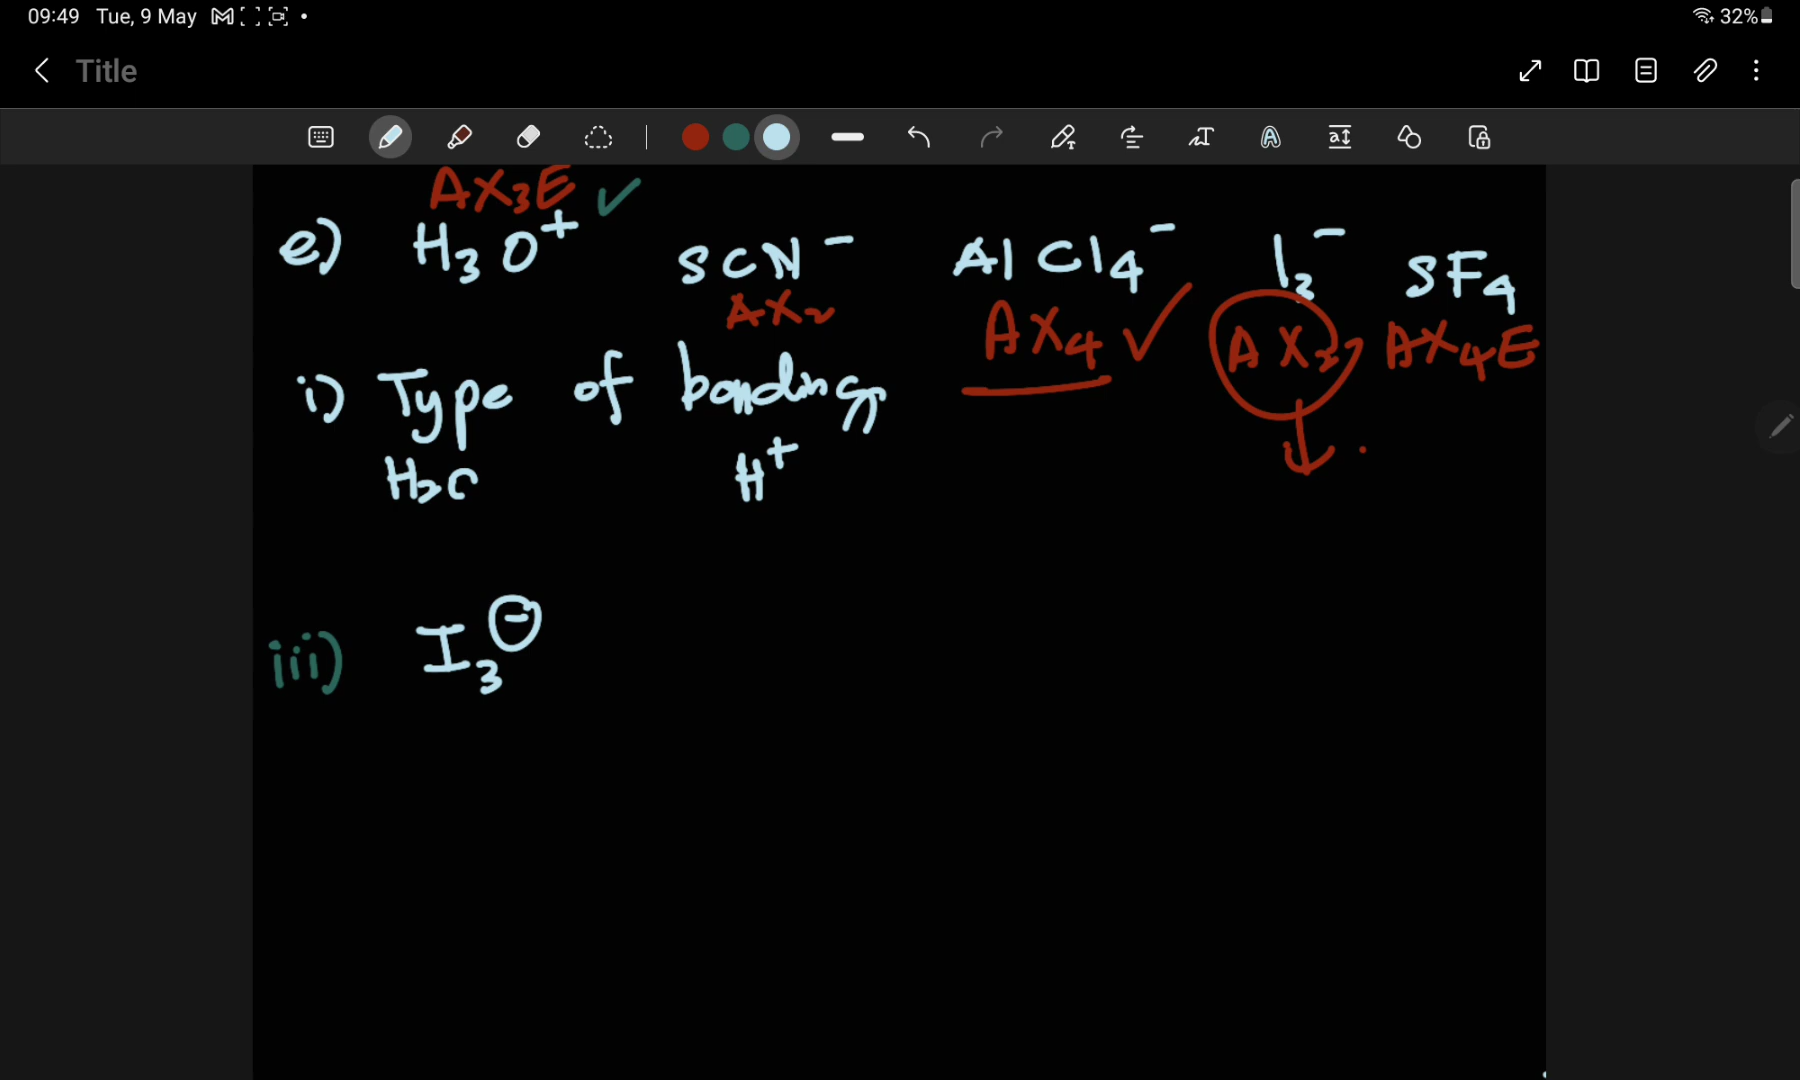 09:49 Tue, 9 May 32%
Title
AX₃E ✓
e) H₃O⁺ SCN⁻ AlCl₄⁻ I₃⁻ SF₄
AX₂ AX₄ ✓ AX₂ AX₄E
i) Type of bonding
H₂O H⁺
iii) I₃⊖